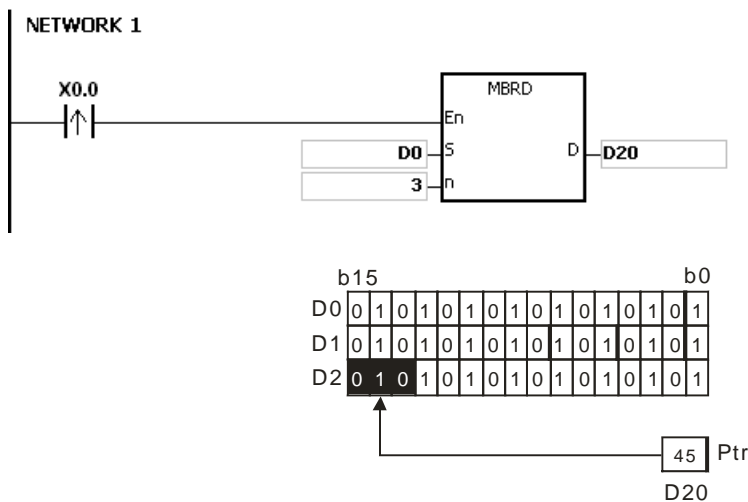 NETWORK 1
X0.0
MBRD
En
D0 S D D20
3 n
b15 b0
D0 0 1 0 1 0 1 0 1 0 1 0 1 0 1 0 1
D1 0 1 0 1 0 1 0 1 0 1 0 1 0 1 0 1
D2 0 1 0 1 0 1 0 1 0 1 0 1 0 1 0 1
45 Ptr
D20